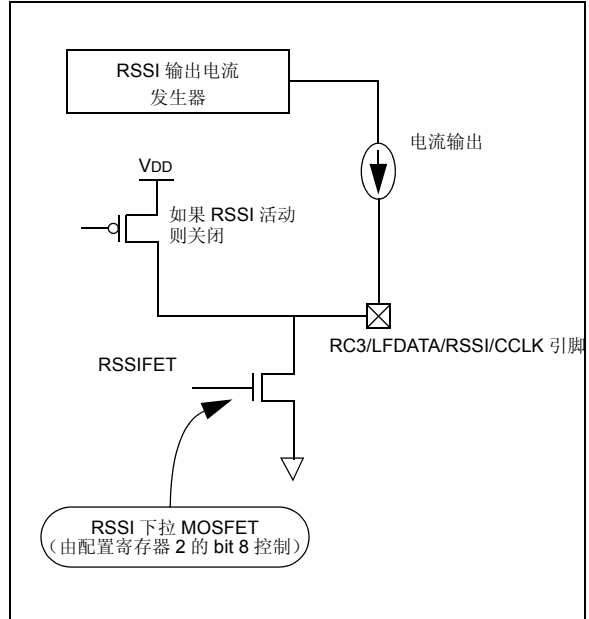 RSSI 输出电流
发生器
电流输出
VDD
如果 RSSI 活动
则关闭
RC3/LFDATA/RSSI/CCLK 引脚
RSSIFET
RSSI 下拉 MOSFET
（由配置寄存器 2 的 bit 8 控制）